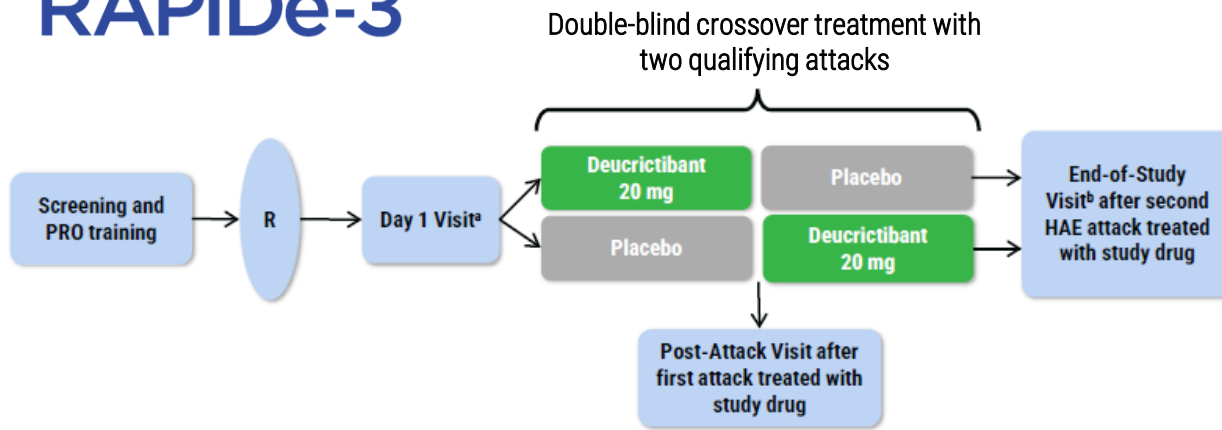 RAPIDe-3
Double-blind crossover treatment with
two qualifying attacks
Screening and
PRO training
R
Day 1 Visitᵃ
Deucrictibant
20 mg
Placebo
Placebo
Deucrictibant
20 mg
End-of-Study
Visitᵇ after second
HAE attack treated
with study drug
Post-Attack Visit after
first attack treated with
study drug